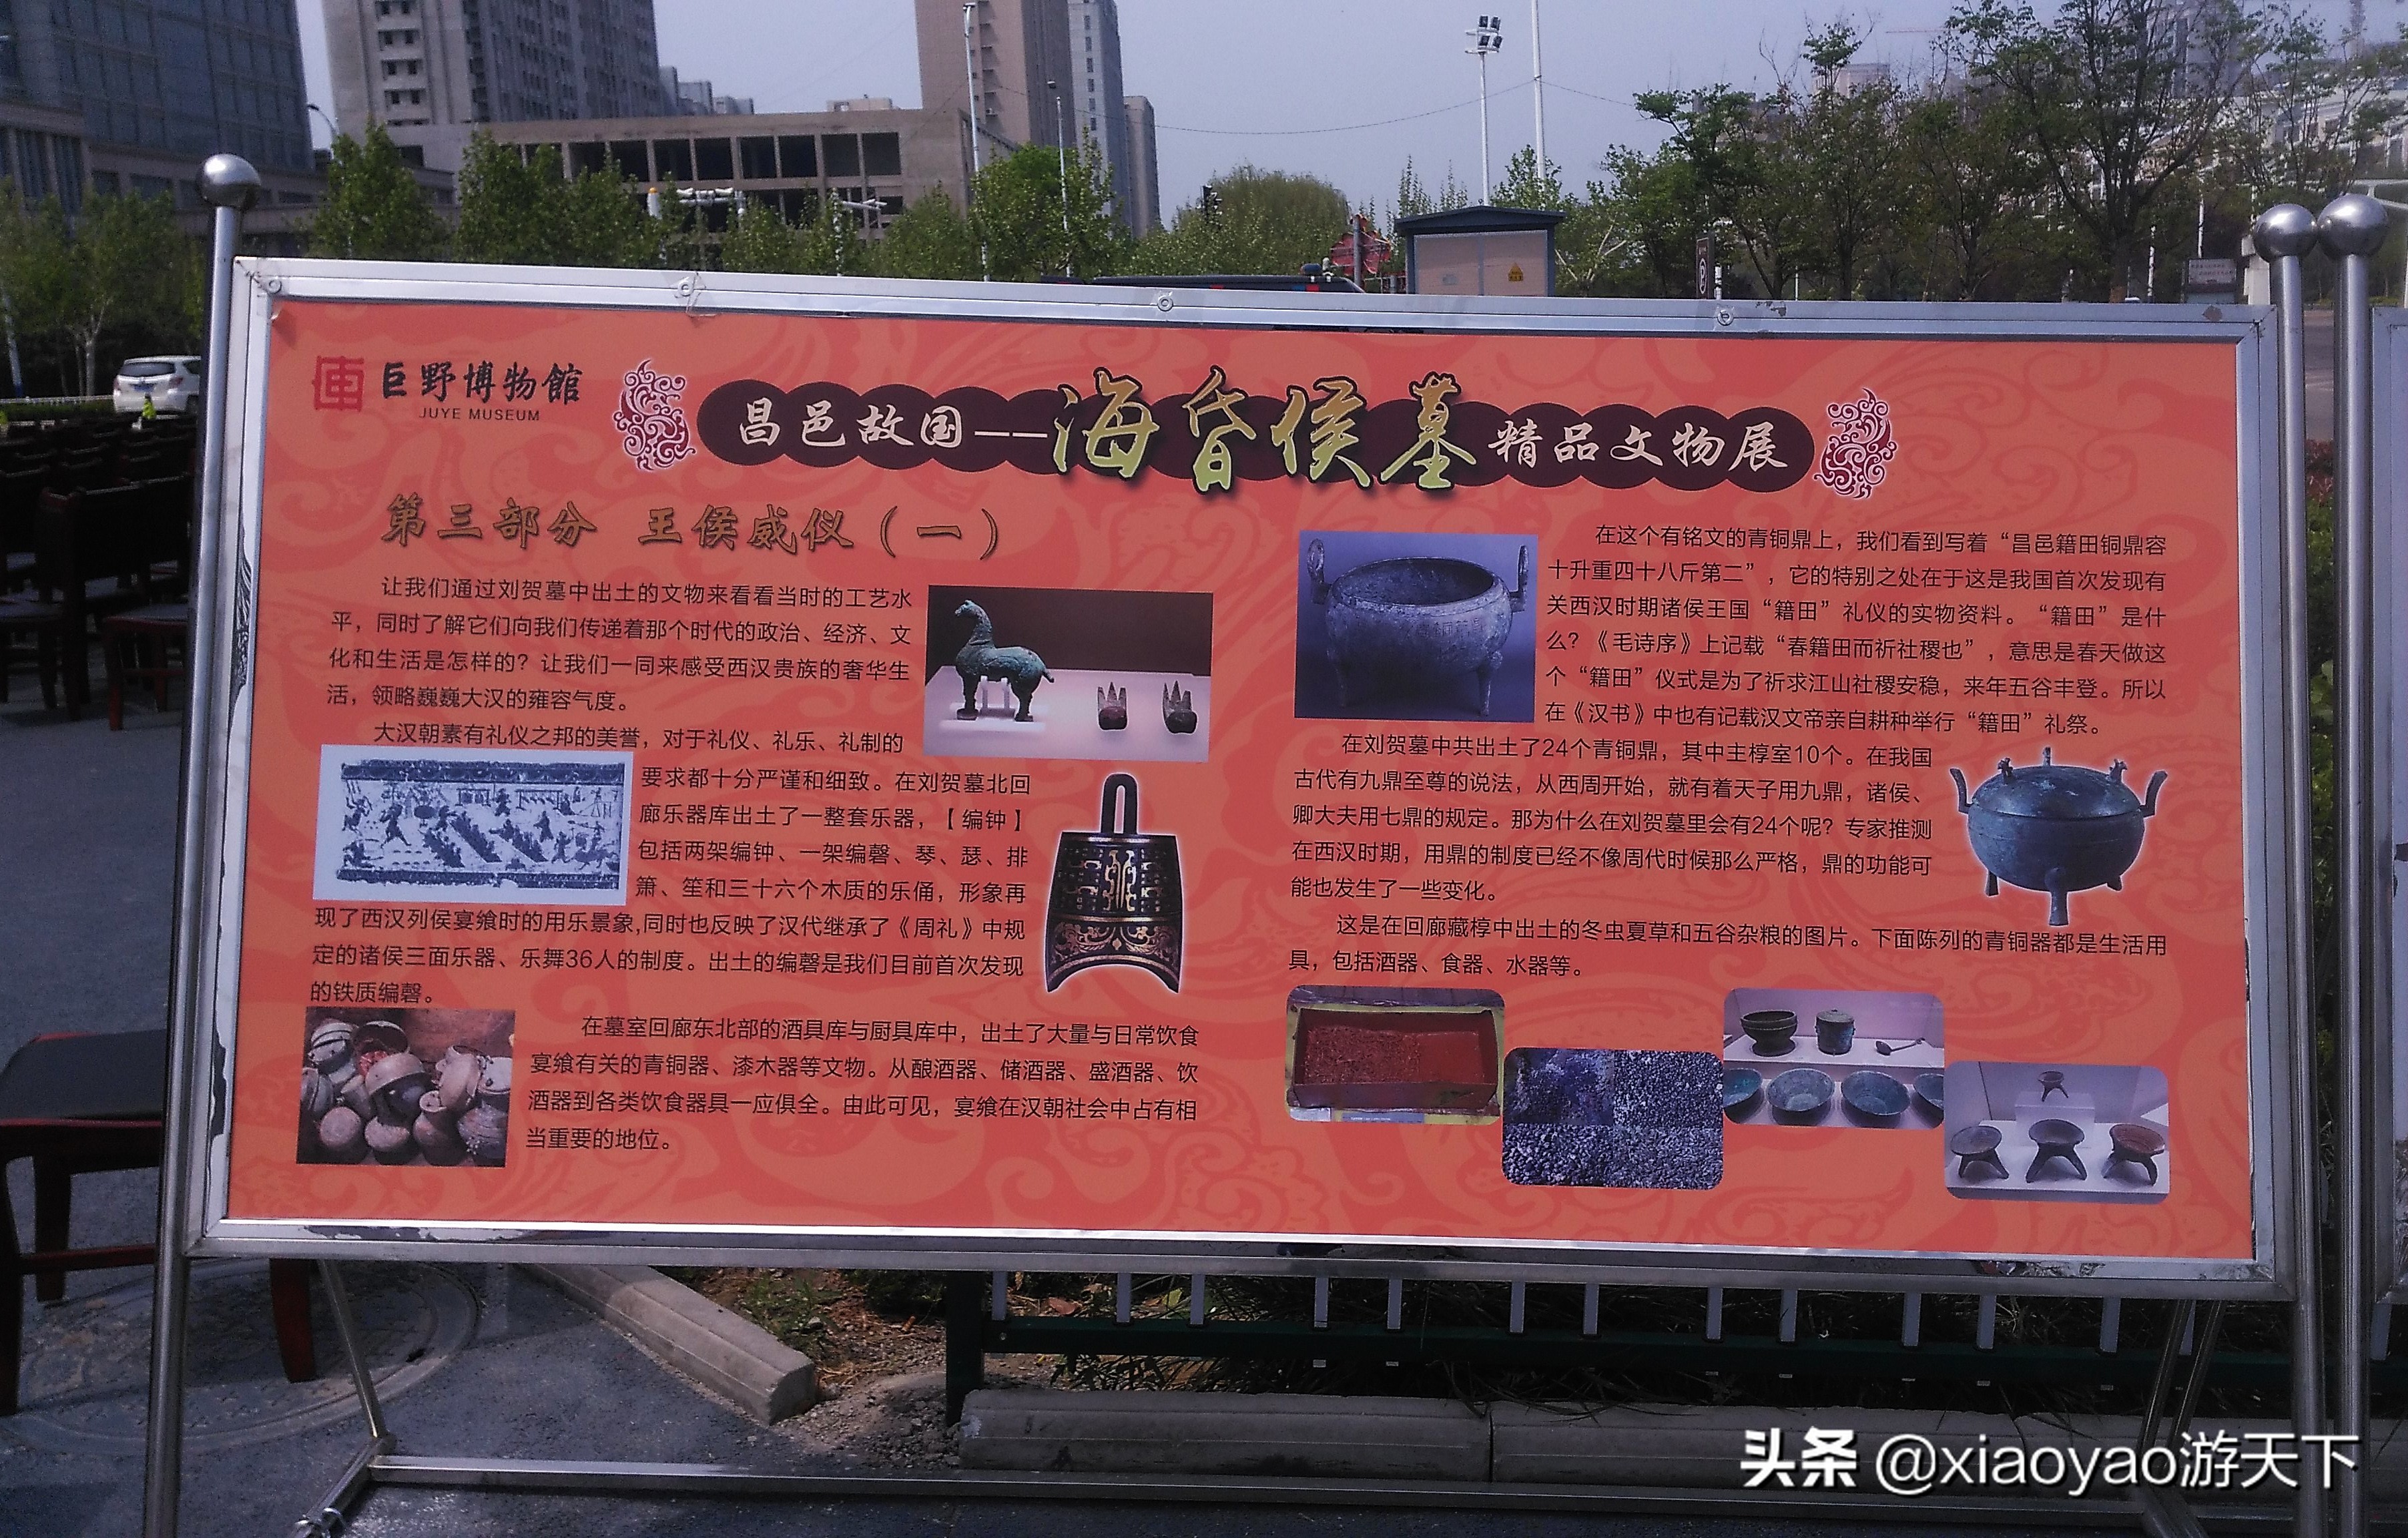 巨野博物館
JUYE MUSEUM
昌邑故国——海昏侯墓精品文物展
第三部分 王侯威仪（一）
让我们通过刘贺墓中出土的文物来看看当时的工艺水
平，同时了解它们向我们传递着那个时代的政治、经济、文
化和生活是怎样的？让我们一同来感受西汉贵族的奢华生
活，领略巍巍大汉的雍容气度。
大汉朝素有礼仪之邦的美誉，对于礼仪、礼乐、礼制的
要求都十分严谨和细致。在刘贺墓北回
廊乐器库出土了一整套乐器，【编钟】
包括两架编钟、一架编磬、琴、瑟、排
箫、笙和三十六个木质的乐俑，形象再
现了西汉列侯宴飨时的用乐景象,同时也反映了汉代继承了《周礼》中规
定的诸侯三面乐器、乐舞36人的制度。出土的编磬是我们目前首次发现
的铁质编磬。
在墓室回廊东北部的酒具库与厨具库中，出土了大量与日常饮食
宴飨有关的青铜器、漆木器等文物。从酿酒器、储酒器、盛酒器、饮
酒器到各类饮食器具一应俱全。由此可见，宴飨在汉朝社会中占有相
当重要的地位。
在这个有铭文的青铜鼎上，我们看到写着“昌邑籍田铜鼎容
十升重四十八斤第二”，它的特别之处在于这是我国首次发现有
关西汉时期诸侯王国“籍田”礼仪的实物资料。“籍田”是什
么？《毛诗序》上记载“春籍田而祈社稷也”，意思是春天做这
个“籍田”仪式是为了祈求江山社稷安稳，来年五谷丰登。所以
在《汉书》中也有记载汉文帝亲自耕种举行“籍田”礼祭。
在刘贺墓中共出土了24个青铜鼎，其中主椁室10个。在我国
古代有九鼎至尊的说法，从西周开始，就有着天子用九鼎，诸侯、
卿大夫用七鼎的规定。那为什么在刘贺墓里会有24个呢？专家推测
在西汉时期，用鼎的制度已经不像周代时候那么严格，鼎的功能可
能也发生了一些变化。
这是在回廊藏椁中出土的冬虫夏草和五谷杂粮的图片。下面陈列的青铜器都是生活用
具，包括酒器、食器、水器等。
头条 @xiaoyao游天下